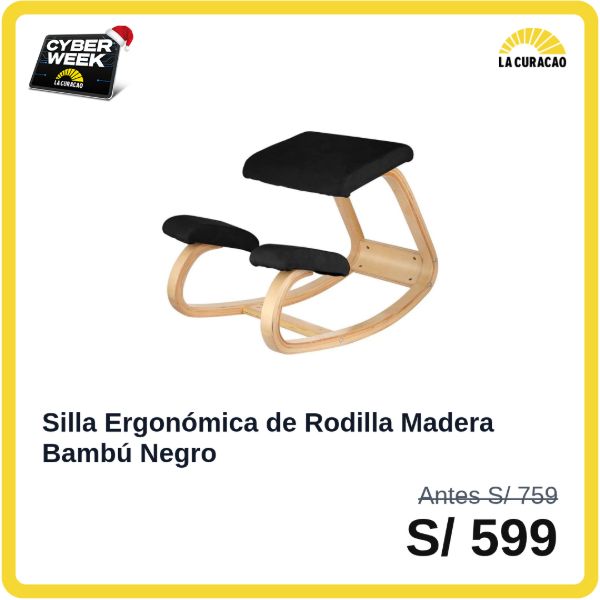 CYBER
WEEK
LA CURACAO
LA CURACAO
Silla Ergonómica de Rodilla Madera
Bambú Negro
Antes S/ 759
S/ 599